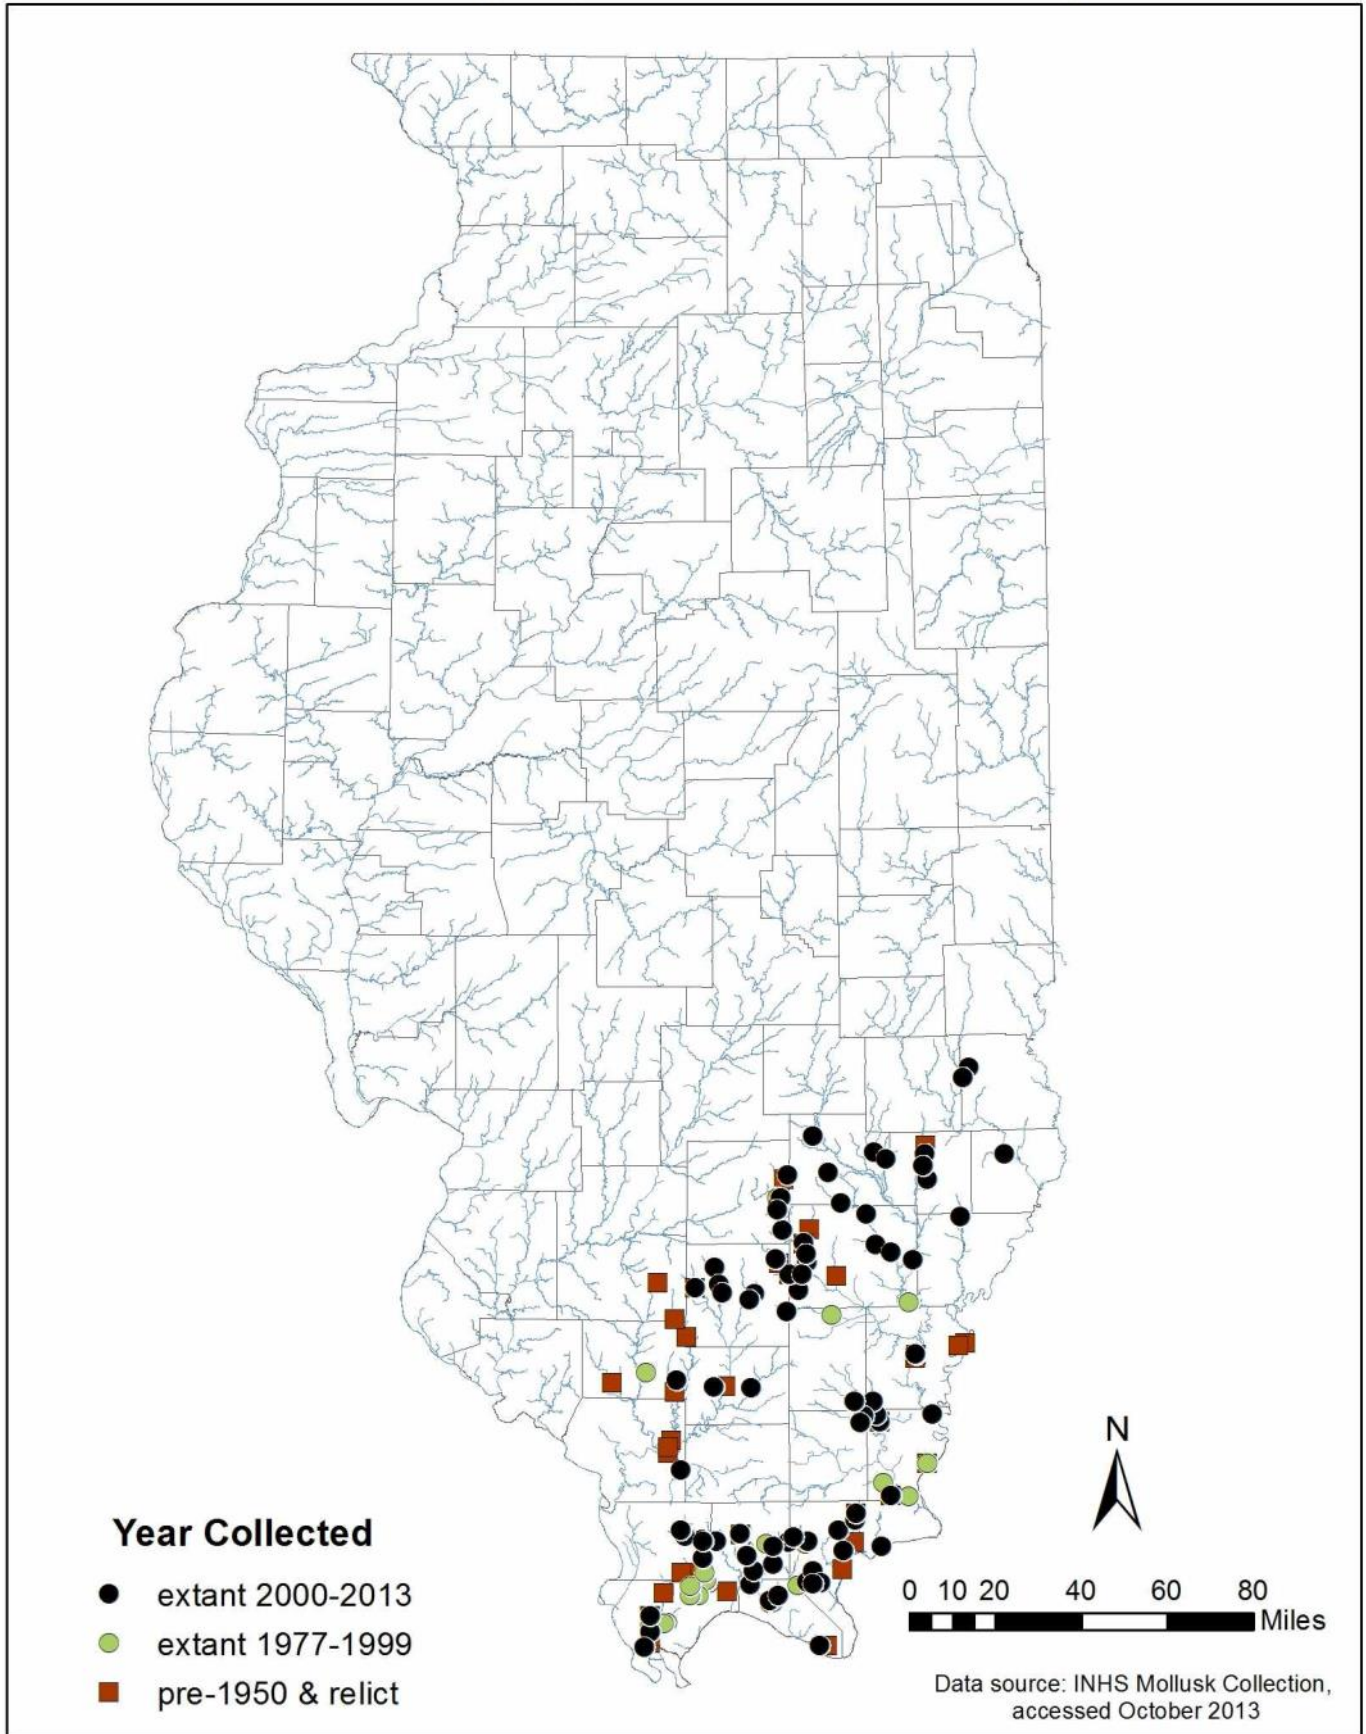 N
Year Collected
extant 2000-2013
extant 1977-1999
pre-1950 & relict
0 10 20 40 60 80
Miles
Data source: INHS Mollusk Collection,
accessed October 2013